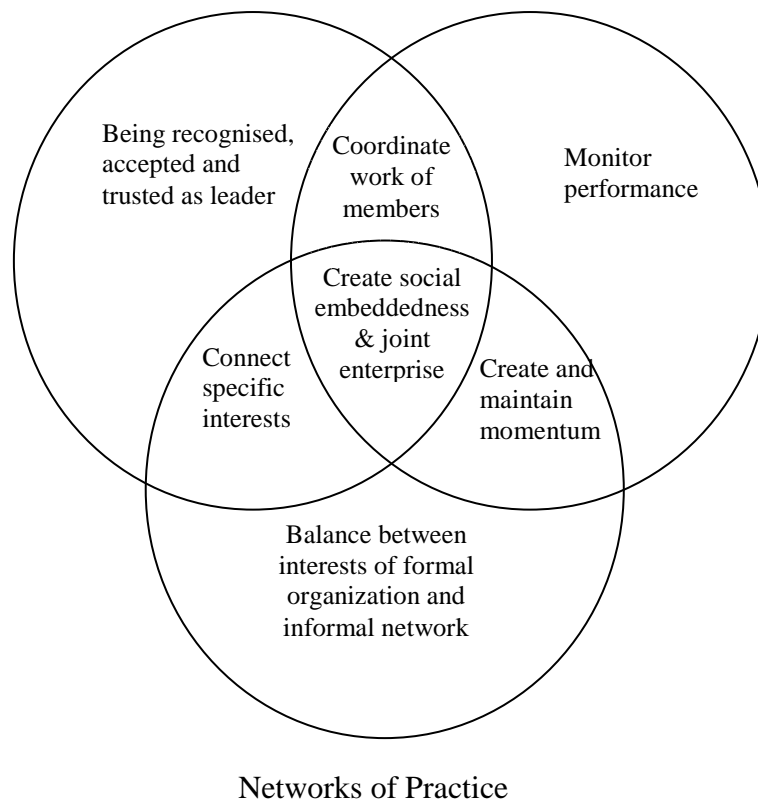 Being recognised,
accepted and
trusted as leader
Coordinate
work of
members
Monitor
performance
Create social
embeddedness
& joint
enterprise
Connect
specific
interests
Create and
maintain
momentum
Balance between
interests of formal
organization and
informal network
Networks of Practice